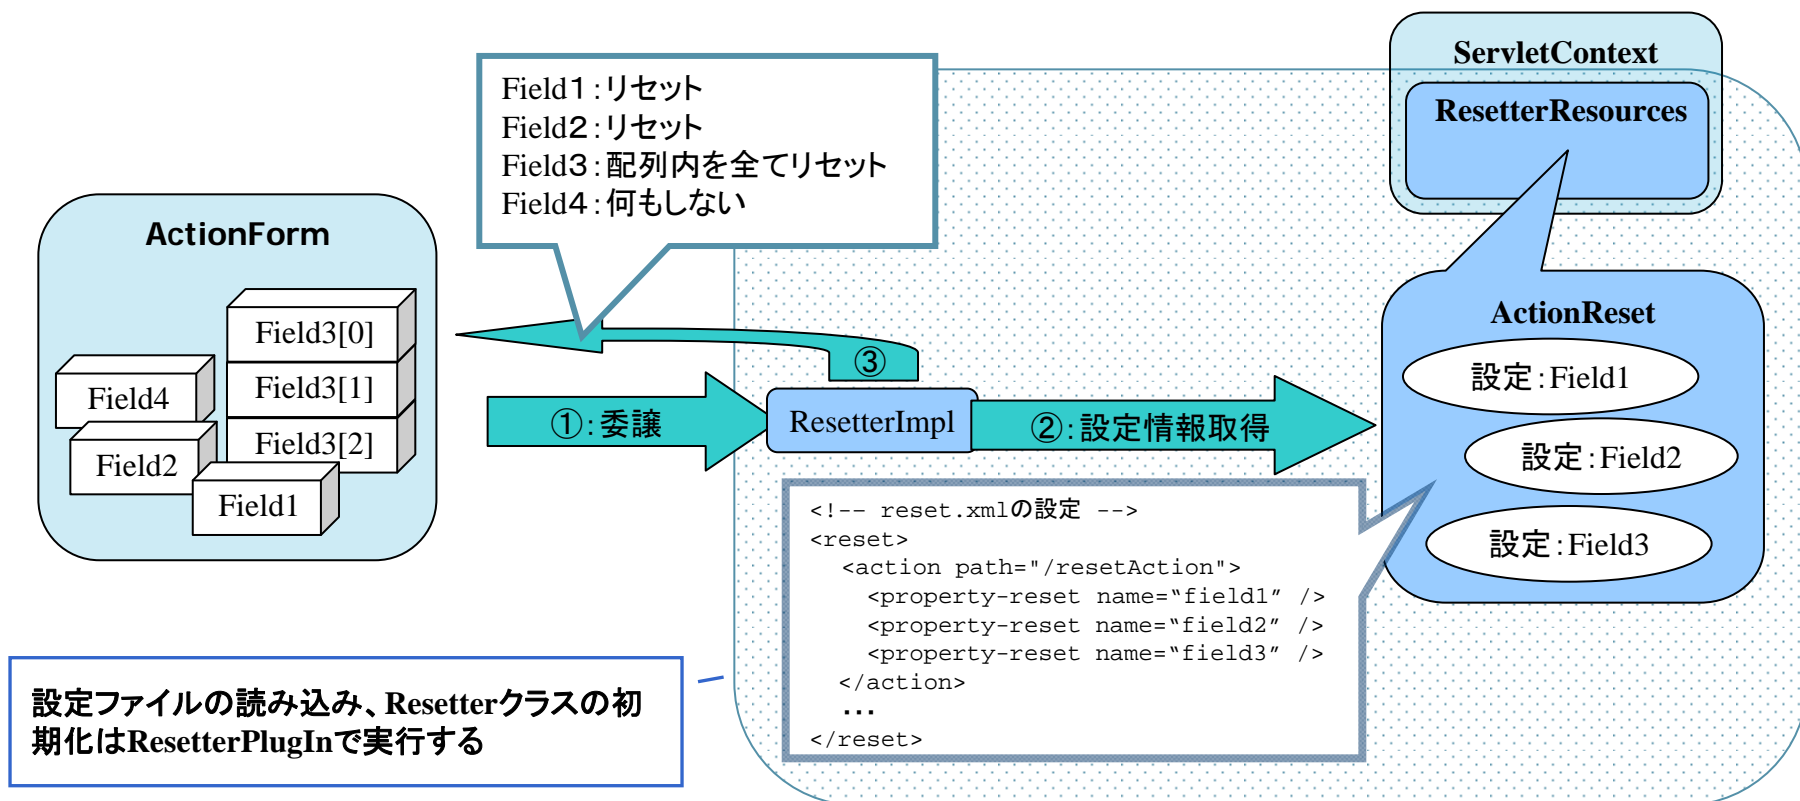 ServletContext
ResetterResources
Field1：リセット
Field2：リセット
Field3：配列内を全てリセット
Field4：何もしない
ActionForm
Field3[0]
Field3[1]
Field3[2]
Field4
Field2
Field1
③
①：委譲
ResetterImpl
②：設定情報取得
ActionReset
設定：Field1
設定：Field2
設定：Field3
<!-- reset.xmlの設定 -->
<reset>
<action path="/resetAction">
<property-reset name=“field1” />
<property-reset name=“field2” />
<property-reset name=“field3” />
</action>
・・・
</reset>
設定ファイルの読み込み、Resetterクラスの初
期化はResetterPlugInで実行する